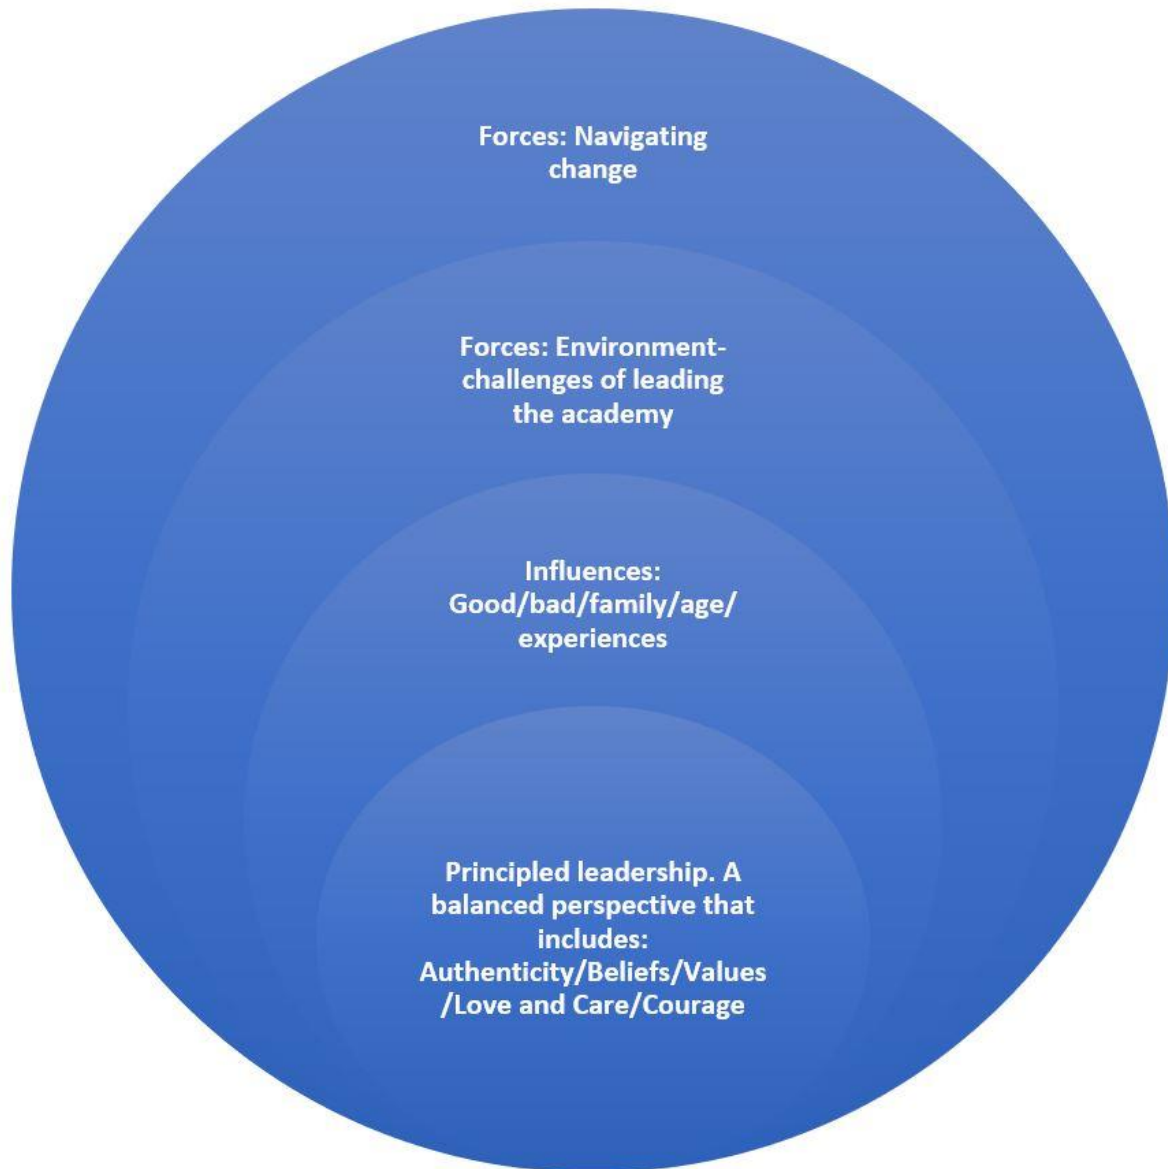 Forces: Navigating
change
Forces: Environment-
challenges of leading
the academy
Influences:
Good/bad/family/age/
experiences
Principled leadership. A
balanced perspective that
includes:
Authenticity/Beliefs/Values
/Love and Care/Courage